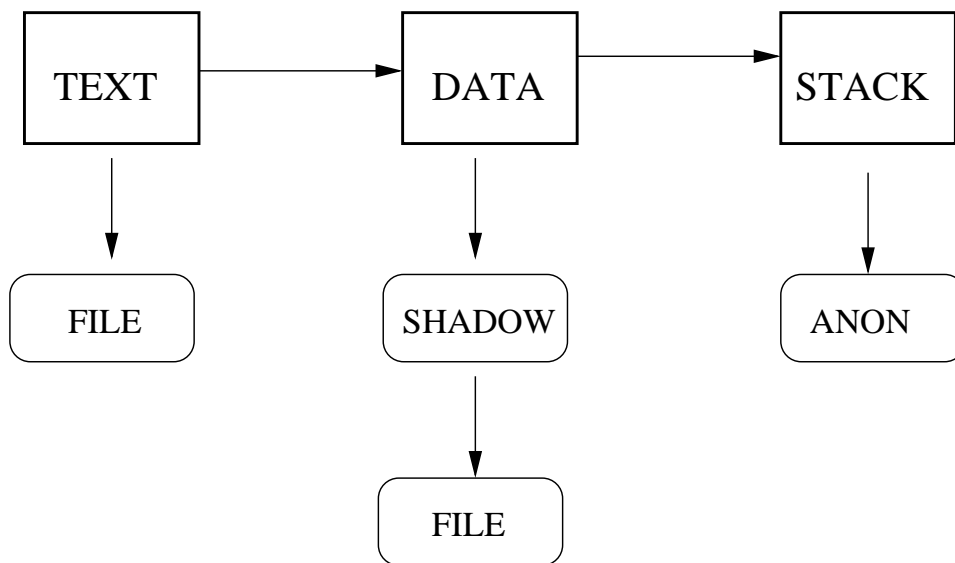 TEXT
DATA
STACK
FILE
SHADOW
ANON
FILE